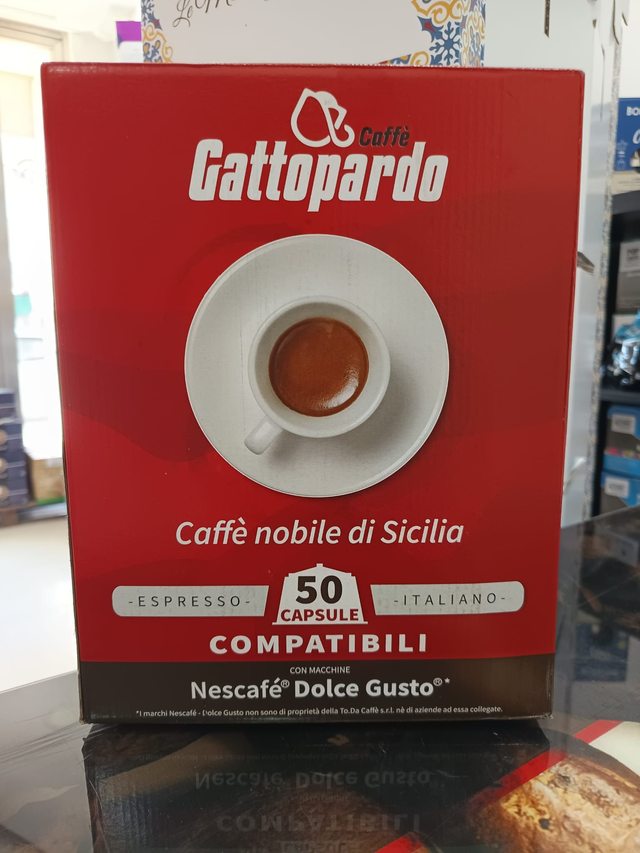 Caffè
Gattopardo
Caffè nobile di Sicilia
-ESPRESSO-
50
CAPSULE
-ITALIANO-
COMPATIBILI
CON MACCHINE
Nescafé® Dolce Gusto®*
*I marchi Nescafé - Dolce Gusto non sono di proprietà della To.Da Caffè s.r.l. nè di aziende ad essa collegate.